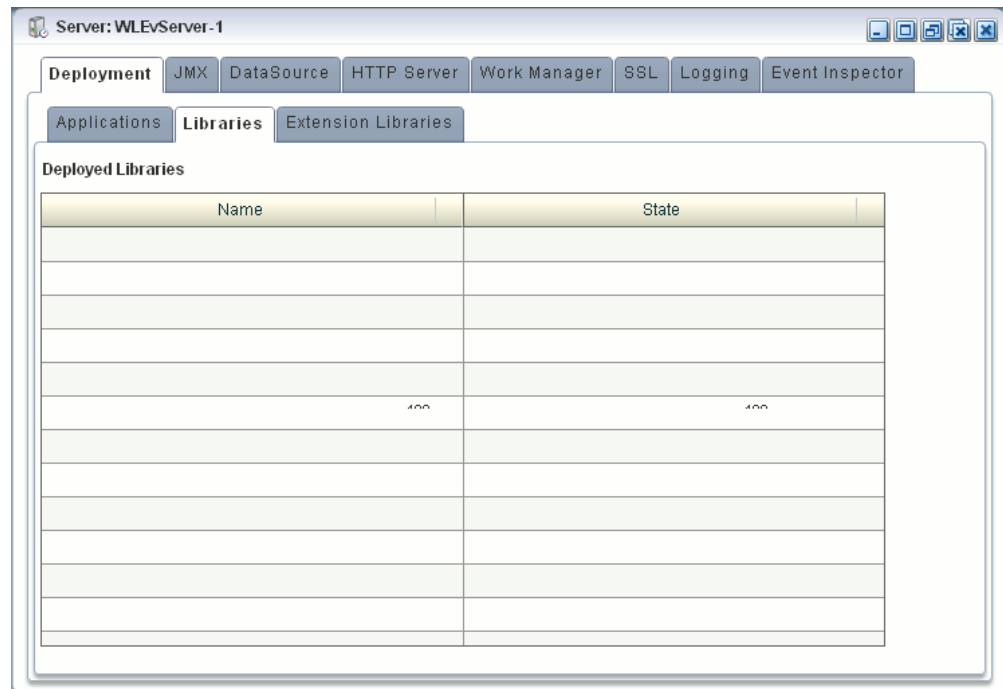 Server: WLEvServer-1
Deployment JMX DataSource HTTP Server Work Manager SSL Logging Event Inspector
Applications Libraries Extension Libraries
Deployed Libraries
Name State